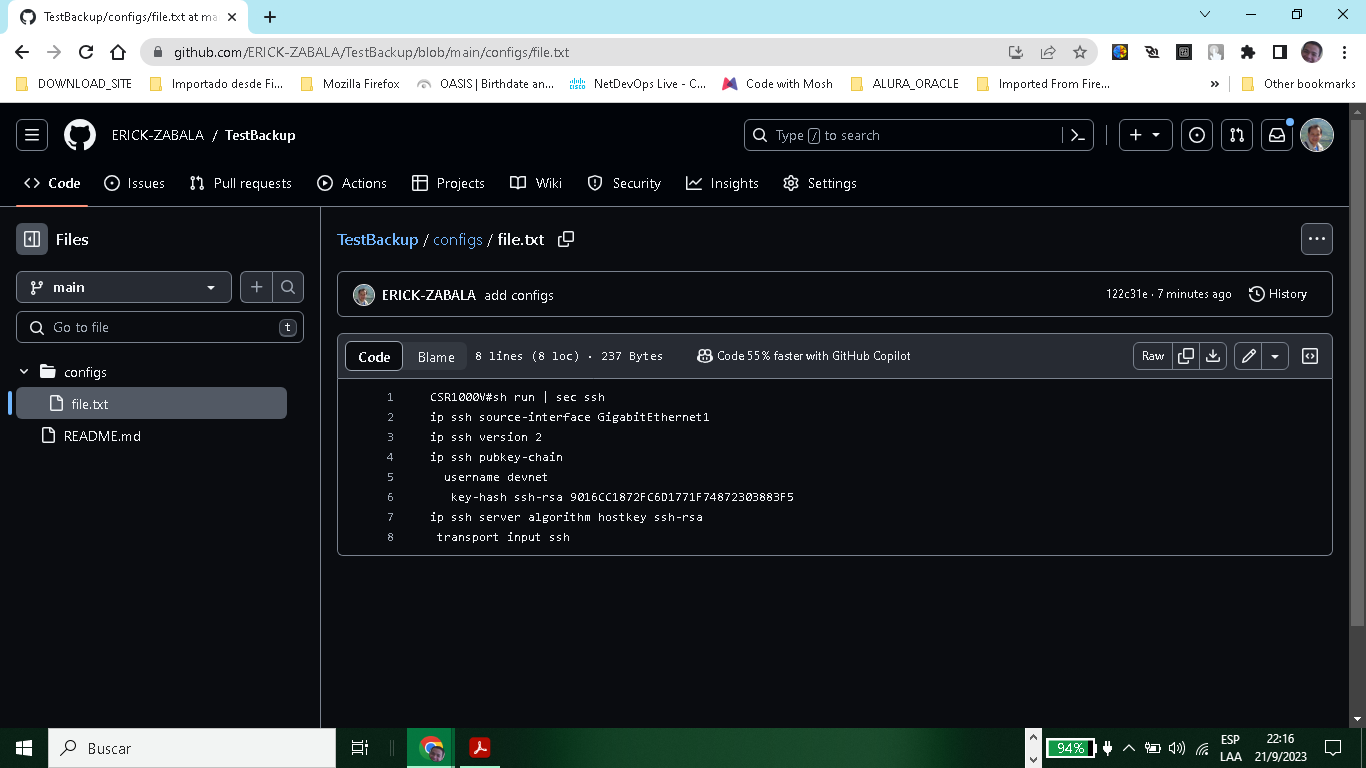 TestBackup/configs/file.txt at ma
github.com/ERICK-ZABALA/TestBackup/blob/main/configs/file.txt
DOWNLOAD_SITE Importado desde Fi... Mozilla Firefox OASIS | Birthdate an... NetDevOps Live - C... Code with Mosh ALURA_ORACLE Imported From Fire... » Other bookmarks
ERICK-ZABALA / TestBackup Type / to search
Code Issues Pull requests Actions Projects Wiki Security Insights Settings
Files
TestBackup / configs / file.txt
main
ERICK-ZABALA add configs 122c31e · 7 minutes ago History
Go to file t
Code Blame 8 lines (8 loc) · 237 Bytes Code 55% faster with GitHub Copilot Raw
configs
file.txt
README.md
1 CSR1000V#sh run | sec ssh
2 ip ssh source-interface GigabitEthernet1
3 ip ssh version 2
4 ip ssh pubkey-chain
5 username devnet
6 key-hash ssh-rsa 9016CC1872FC6D1771F74872303883F5
7 ip ssh server algorithm hostkey ssh-rsa
8 transport input ssh
Buscar
94%
ESP
LAA
22:16
21/9/2023